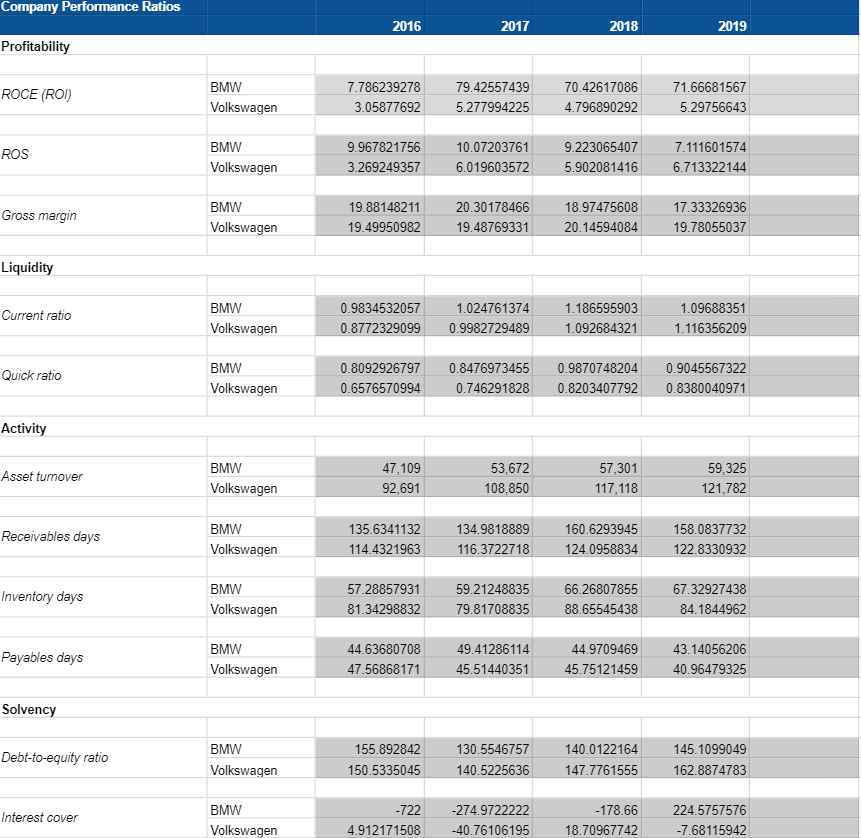 Company Performance Ratios
2016 2017 2018 2019
Profitability
ROCE (ROI)
BMW 7.786239278 79.42557439 70.42617086 71.66681567
Volkswagen 3.05877692 5.277994225 4.796890292 5.29756643
ROS
BMW 9.967821756 10.07203761 9.223065407 7.111601574
Volkswagen 3.269249357 6.019603572 5.902081416 6.713322144
Gross margin
BMW 19.88148211 20.30178466 18.97475608 17.33326936
Volkswagen 19.49950982 19.48769331 20.14594084 19.78055037
Liquidity
Current ratio
BMW 0.9834532057 1.024761374 1.186595903 1.09688351
Volkswagen 0.8772329099 0.9982729489 1.092684321 1.116356209
Quick ratio
BMW 0.8092926797 0.8476973455 0.9870748204 0.9045567322
Volkswagen 0.6576570994 0.746291828 0.8203407792 0.8380040971
Activity
Asset turnover
BMW 47,109 53,672 57,301 59,325
Volkswagen 92,691 108,850 117,118 121,782
Receivables days
BMW 135.6341132 134.9818889 160.6293945 158.0837732
Volkswagen 114.4321963 116.3722718 124.0958834 122.8330932
Inventory days
BMW 57.28857931 59.21248835 66.26807855 67.32927438
Volkswagen 81.34298832 79.81708835 88.65545438 84.1844962
Payables days
BMW 44.63680708 49.41286114 44.9709469 43.14056206
Volkswagen 47.56868171 45.51440351 45.75121459 40.96479325
Solvency
Debt-to-equity ratio
BMW 155.892842 130.5546757 140.0122164 145.1099049
Volkswagen 150.5335045 140.5225636 147.7761555 162.8874783
Interest cover
BMW -722 -274.9722222 -178.66 224.5757576
Volkswagen 4.912171508 -40.76106195 18.70967742 -7.68115942